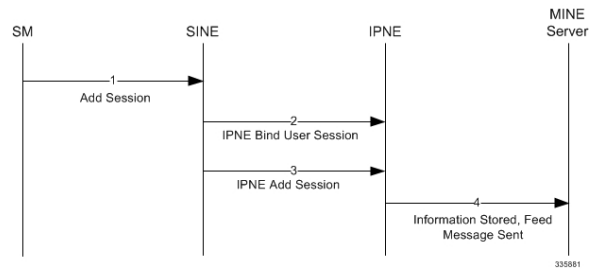 SM
SINE
IPNE
MINE
Server
1
Add Session
2
IPNE Bind User Session
3
IPNE Add Session
4
Information Stored, Feed
Message Sent
335881